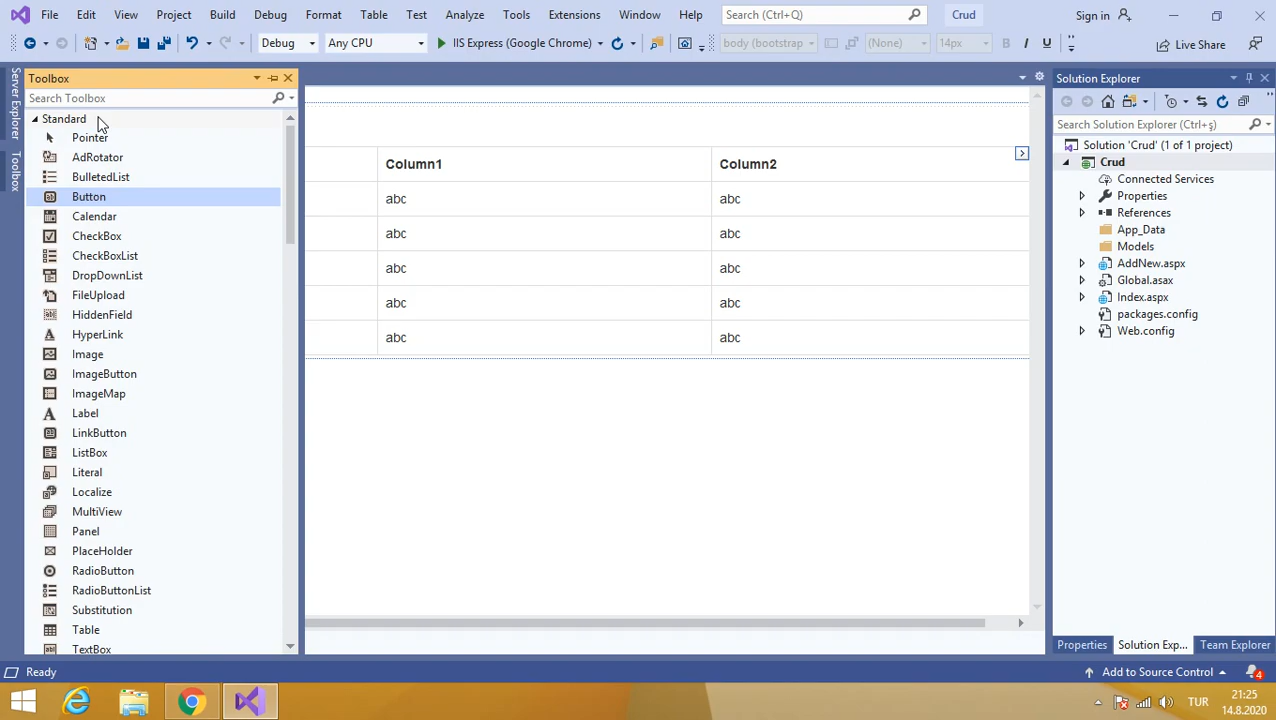 File Edit View Project Build Debug Format Table Test Analyze Tools Extensions Window Help Search (Ctrl+Q) Crud Sign in
Debug Any CPU IIS Express (Google Chrome) body (bootstrap (None) 14px B I U Live Share
Server Explorer
Toolbox
Toolbox
Search Toolbox
Standard
Pointer
AdRotator
BulletedList
Button
Calendar
CheckBox
CheckBoxList
DropDownList
FileUpload
HiddenField
HyperLink
Image
ImageButton
ImageMap
Label
LinkButton
ListBox
Literal
Localize
MultiView
Panel
PlaceHolder
RadioButton
RadioButtonList
Substitution
Table
TextBox
Column1 Column2
abc abc
abc abc
abc abc
abc abc
abc abc
Solution Explorer
Search Solution Explorer (Ctrl+ş)
Solution 'Crud' (1 of 1 project)
Crud
Connected Services
Properties
References
App_Data
Models
AddNew.aspx
Global.asax
Index.aspx
packages.config
Web.config
Properties Solution Exp... Team Explorer
Ready Add to Source Control 4
TUR 21:25
14.8.2020